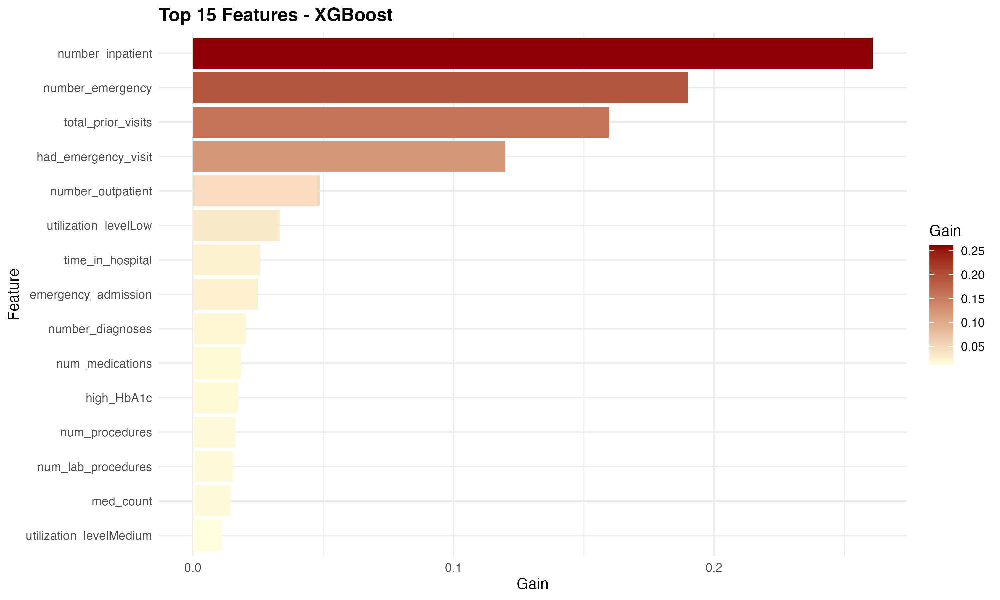 Top 15 Features - XGBoost
number_inpatient
number_emergency
total_prior_visits
had_emergency_visit
number_outpatient
utilization_levelLow
time_in_hospital
emergency_admission
number_diagnoses
num_medications
high_HbA1c
num_procedures
num_lab_procedures
med_count
utilization_levelMedium
Feature
0.0 0.1 0.2
Gain
Gain
0.25
0.20
0.15
0.10
0.05